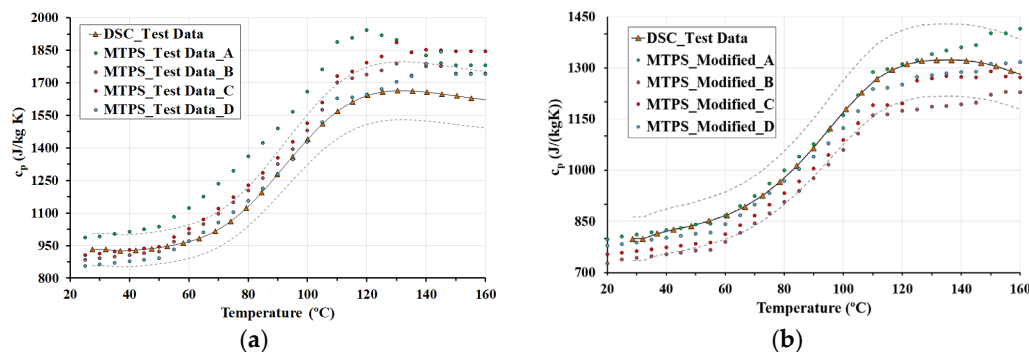 2000
1850
1700
1550
1400
1250
1100
950
800
c_p (J/kg K)
DSC_Test Data
MTPS_Test Data_A
MTPS_Test Data_B
MTPS_Test Data_C
MTPS_Test Data_D
20 40 60 80 100 120 140 160
Temperature (ºC)
(a)
1450
1300
1150
1000
850
700
c_p (J/(kgK))
DSC_Test Data
MTPS_Modified_A
MTPS_Modified_B
MTPS_Modified_C
MTPS_Modified_D
20 40 60 80 100 120 140 160
Temperature (ºC)
(b)